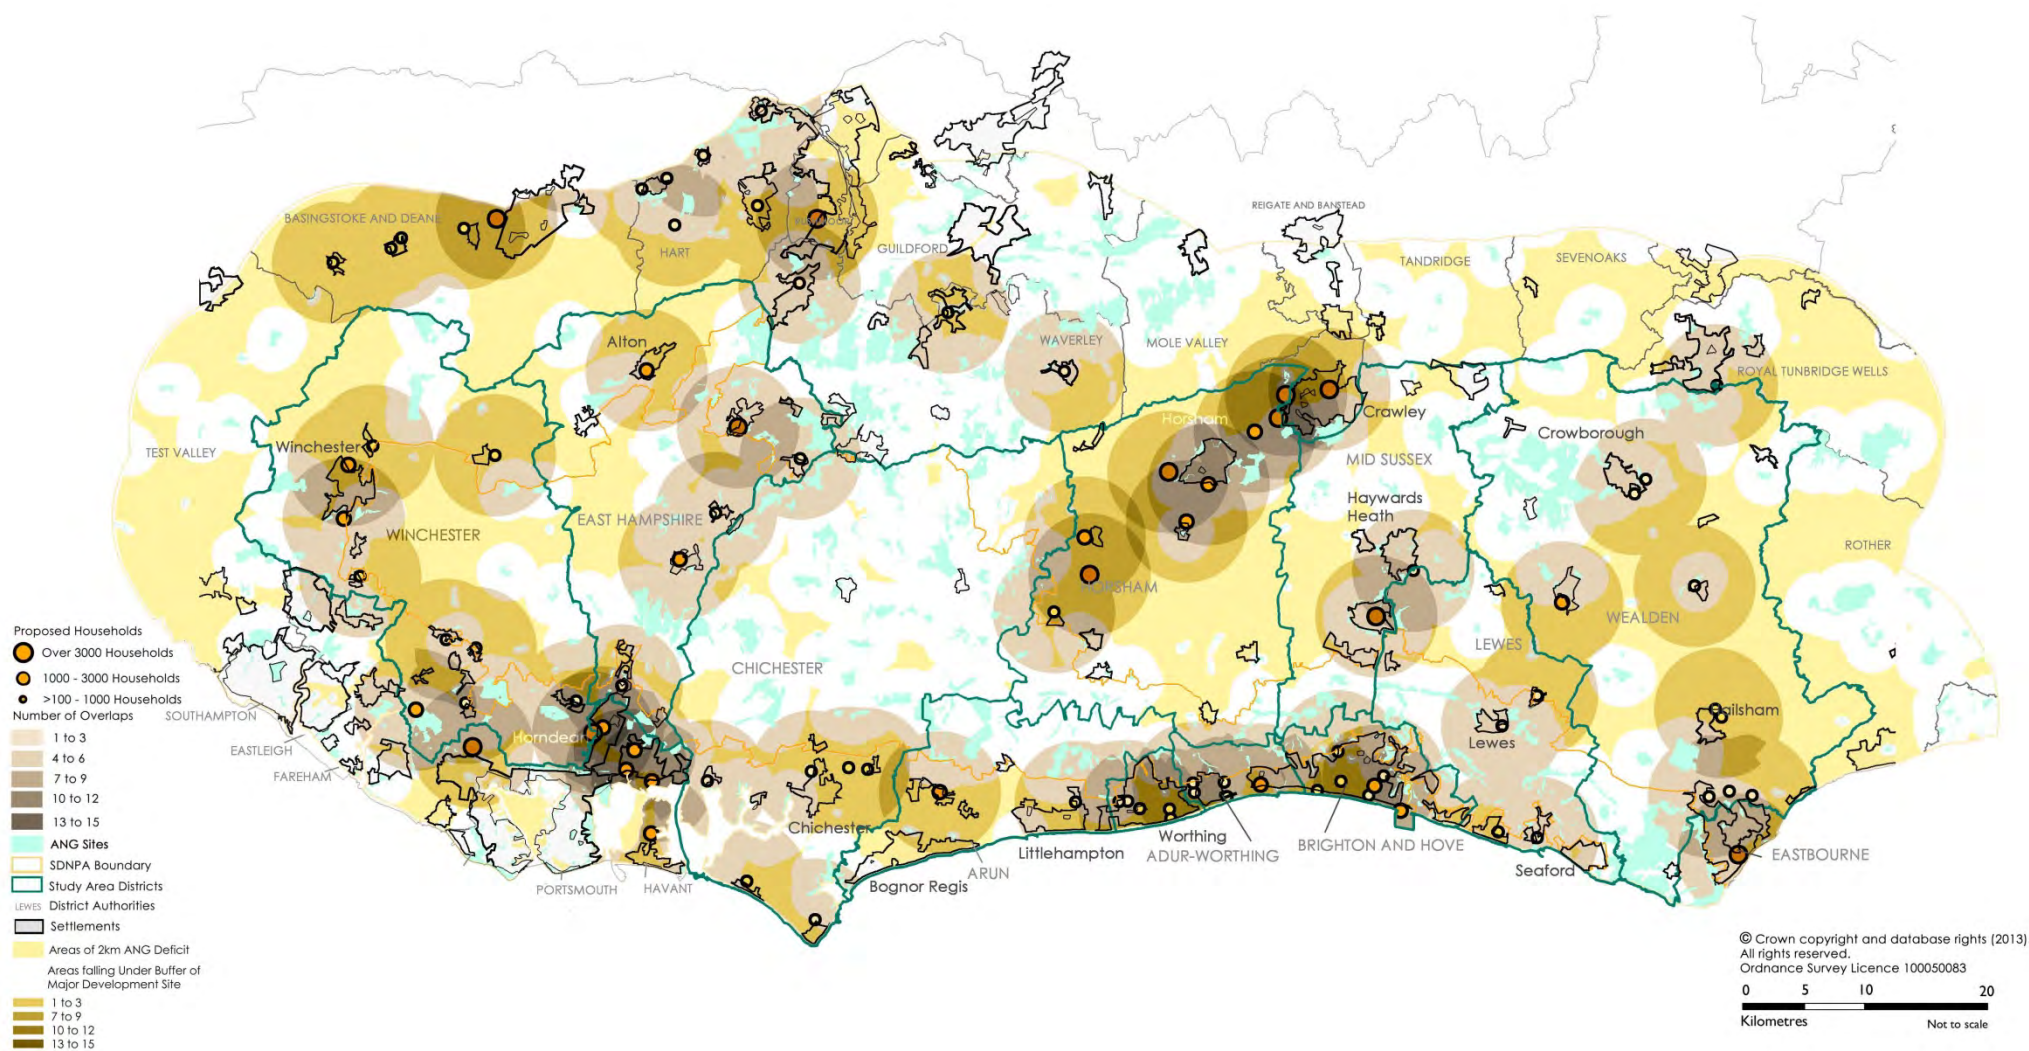 BASINGSTOKE AND DEANE
HART
GUILDFORD
REIGATE AND BANSTEAD
TANDRIDGE
SEVENOAKS
Alton
WAVERLEY
MOLE VALLEY
ROYAL TUNBRIDGE WELLS
Horsham
Crawley
TEST VALLEY
Winchester
Crowborough
MID SUSSEX
Haywards
Heath
EAST HAMPSHIRE
WINCHESTER
ROTHER
HORSHAM
WEALDEN
LEWES
CHICHESTER
SOUTHAMPTON
EASTLEIGH
FAREHAM
Horndean
Hailsham
Lewes
Chichester
Worthing
Littlehampton
ADUR-WORTHING
BRIGHTON AND HOVE
EASTBOURNE
Seaford
ARUN
Bognor Regis
PORTSMOUTH
HAVANT
Proposed Households
Over 3000 Households
1000 - 3000 Households
>100 - 1000 Households
Number of Overlaps
1 to 3
4 to 6
7 to 9
10 to 12
13 to 15
ANG Sites
SDNPA Boundary
Study Area Districts
LEWES District Authorities
Settlements
Areas of 2km ANG Deficit
Areas falling Under Buffer of
Major Development Site
1 to 3
7 to 9
10 to 12
13 to 15
© Crown copyright and database rights (2013)
All rights reserved.
Ordnance Survey Licence 100050083
0 5 10 20
Kilometres
Not to scale